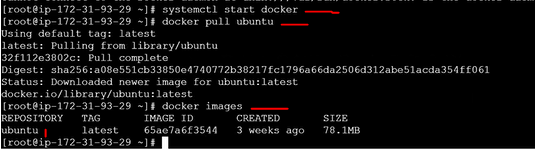 [root@ip-172-31-93-29 ~]# systemctl start docker
[root@ip-172-31-93-29 ~]# docker pull ubuntu
Using default tag: latest
latest: Pulling from library/ubuntu
32f112e3802c: Pull complete
Digest: sha256:a08e551cb33850e4740772b38217fc1796a66da2506d312abe51acda354ff061
Status: Downloaded newer image for ubuntu:latest
docker.io/library/ubuntu:latest
[root@ip-172-31-93-29 ~]# docker images
REPOSITORY TAG IMAGE ID CREATED SIZE
ubuntu latest 65ae7a6f3544 3 weeks ago 78.1MB
[root@ip-172-31-93-29 ~]#